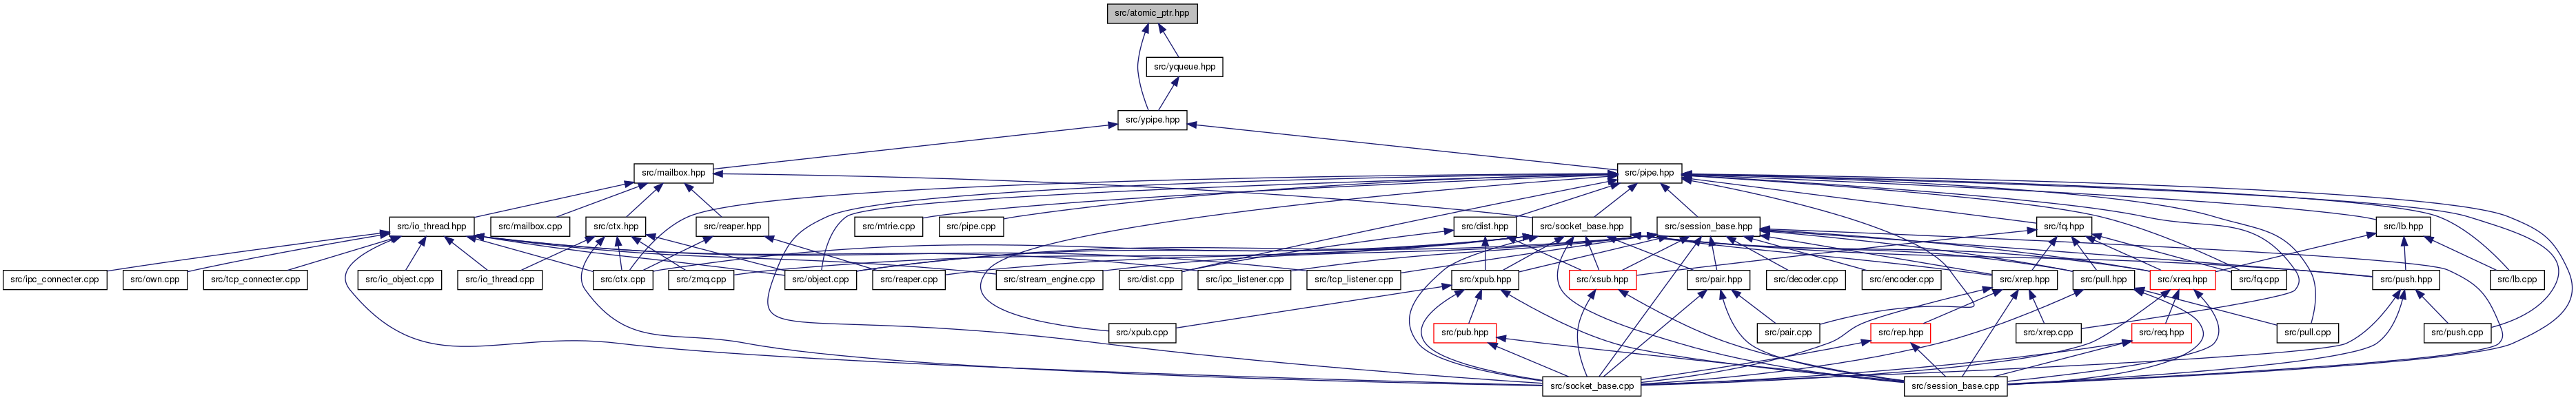 src/atomic_ptr.hpp
src/yqueue.hpp
src/ypipe.hpp
src/mailbox.hpp
src/pipe.hpp
src/io_thread.hpp
src/mailbox.cpp
src/ctx.hpp
src/reaper.hpp
src/mtrie.cpp
src/pipe.cpp
src/socket_base.hpp
src/session_base.hpp
src/dist.hpp
src/fq.hpp
src/lb.hpp
src/ipc_connecter.cpp
src/own.cpp
src/tcp_connecter.cpp
src/io_object.cpp
src/io_thread.cpp
src/ctx.cpp
src/zmq.cpp
src/object.cpp
src/reaper.cpp
src/stream_engine.cpp
src/dist.cpp
src/xpub.hpp
src/ipc_listener.cpp
src/xsub.hpp
src/tcp_listener.cpp
src/pair.hpp
src/decoder.cpp
src/encoder.cpp
src/xrep.hpp
src/pull.hpp
src/xreq.hpp
src/fq.cpp
src/push.hpp
src/lb.cpp
src/xpub.cpp
src/pub.hpp
src/pair.cpp
src/rep.hpp
src/xrep.cpp
src/req.hpp
src/pull.cpp
src/push.cpp
src/socket_base.cpp
src/session_base.cpp